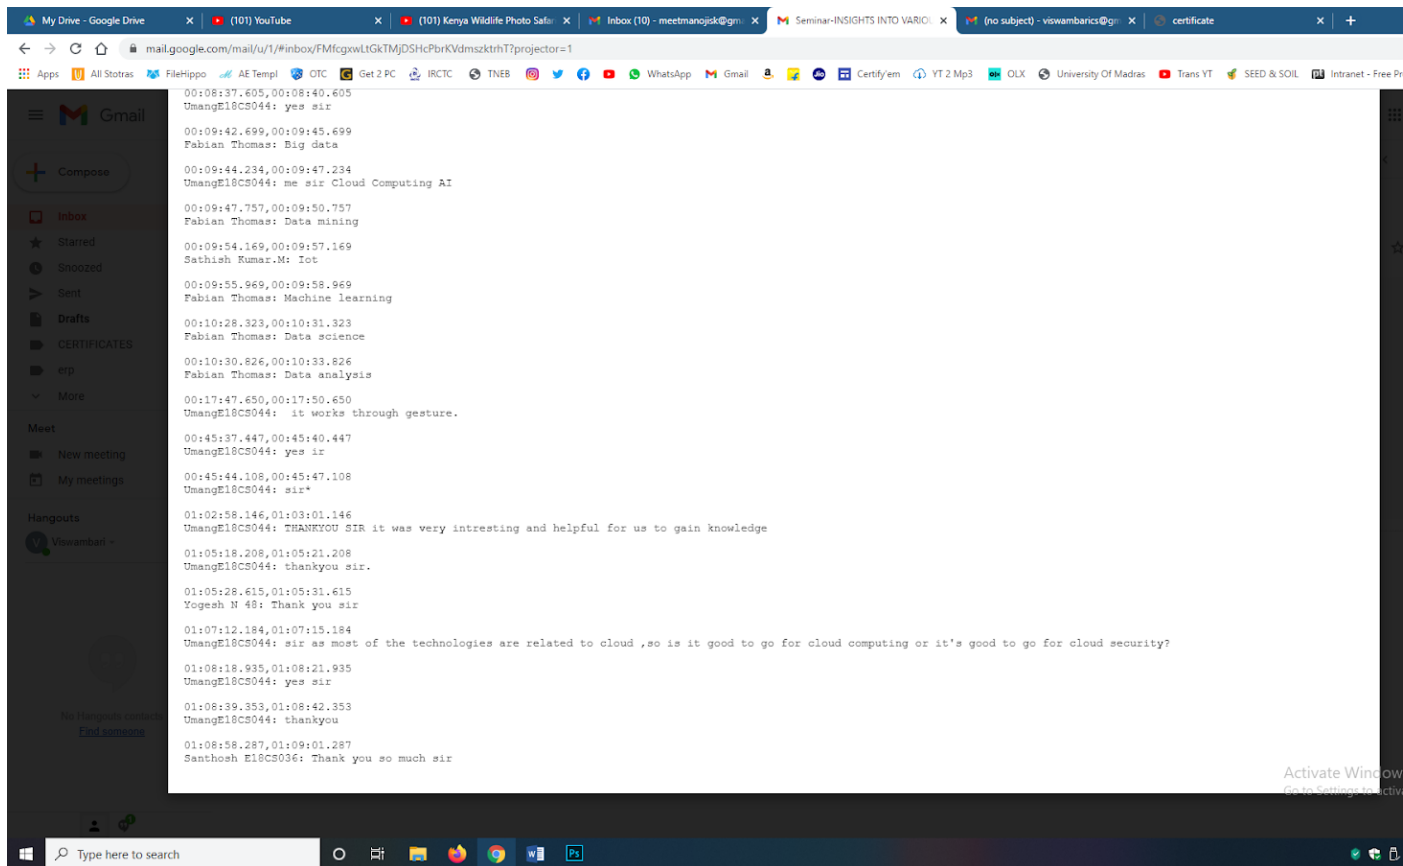 My Drive - Google Drive
(101) YouTube
(101) Kenya Wildlife Photo Safari
Inbox (10) - meetmanojisk@gm
Seminar-INSIGHTS INTO VARIOU
(no subject) - viswambarics@gm
certificate
mail.google.com/mail/u/1/#inbox/FMfcgxwLtGkTMjDSHcPbrKVdmszktrhT?projector=1
Apps All Stotras FileHippo AE Templ OTC Get 2 PC IRCTC TNEB WhatsApp Gmail Certify'em YT 2 Mp3 OLX University Of Madras Trans YT SEED & SOIL Intranet - Free Pr
Gmail
Compose
Inbox
Starred
Snoozed
Sent
Drafts
CERTIFICATES
erp
More
Meet
New meeting
My meetings
Hangouts
Viswambari
No Hangouts contacts
Find someone
00:08:37.605,00:08:40.605
UmangE18CS044: yes sir
00:09:42.699,00:09:45.699
Fabian Thomas: Big data
00:09:44.234,00:09:47.234
UmangE18CS044: me sir Cloud Computing AI
00:09:47.757,00:09:50.757
Fabian Thomas: Data mining
00:09:54.169,00:09:57.169
Sathish Kumar.M: Iot
00:09:55.969,00:09:58.969
Fabian Thomas: Machine learning
00:10:28.323,00:10:31.323
Fabian Thomas: Data science
00:10:30.826,00:10:33.826
Fabian Thomas: Data analysis
00:17:47.650,00:17:50.650
UmangE18CS044:  it works through gesture.
00:45:37.447,00:45:40.447
UmangE18CS044: yes ir
00:45:44.108,00:45:47.108
UmangE18CS044: sir*
01:02:58.146,01:03:01.146
UmangE18CS044: THANKYOU SIR it was very intresting and helpful for us to gain knowledge
01:05:18.208,01:05:21.208
UmangE18CS044: thankyou sir.
01:05:28.615,01:05:31.615
Yogesh N 48: Thank you sir
01:07:12.184,01:07:15.184
UmangE18CS044: sir as most of the technologies are related to cloud ,so is it good to go for cloud computing or it's good to go for cloud security?
01:08:18.935,01:08:21.935
UmangE18CS044: yes sir
01:08:39.353,01:08:42.353
UmangE18CS044: thankyou
01:08:58.287,01:09:01.287
Santhosh E18CS036: Thank you so much sir
Activate Window
Go to Settings to activa
Type here to search